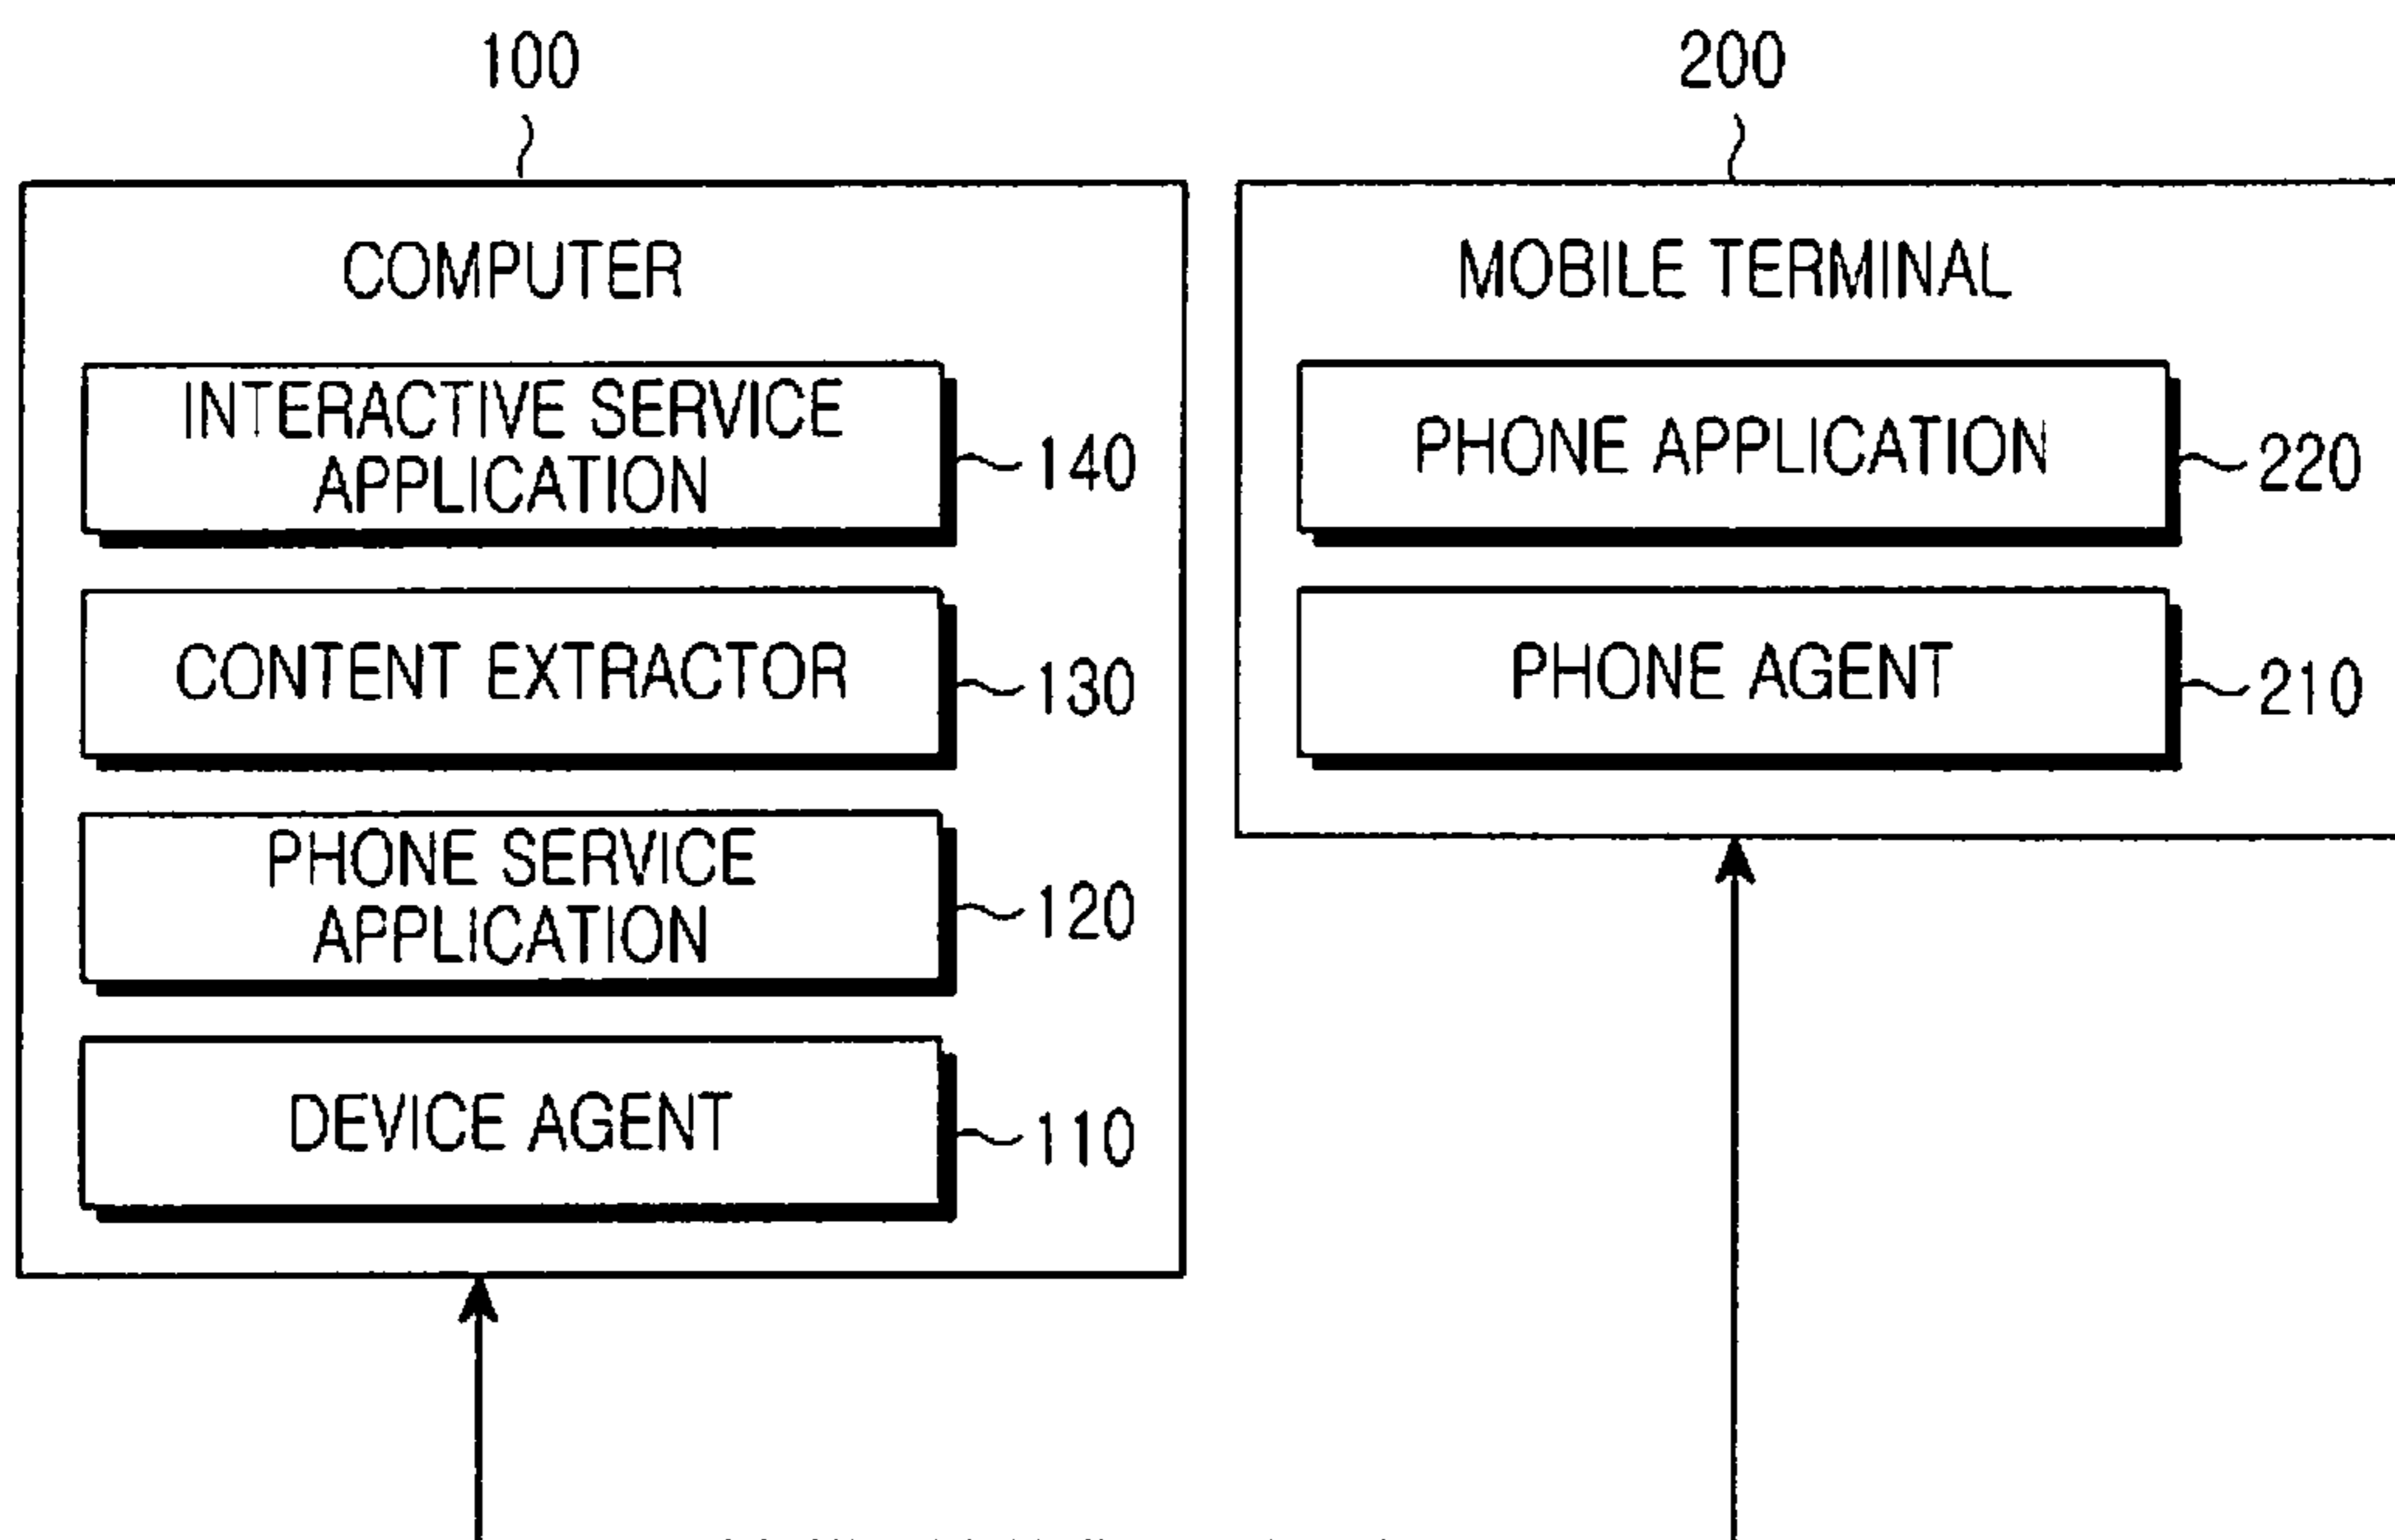 100
COMPUTER
INTERACTIVE SERVICE
APPLICATION
140
CONTENT EXTRACTOR
130
PHONE SERVICE
APPLICATION
120
DEVICE AGENT
110
200
MOBILE TERMINAL
PHONE APPLICATION
220
PHONE AGENT
210